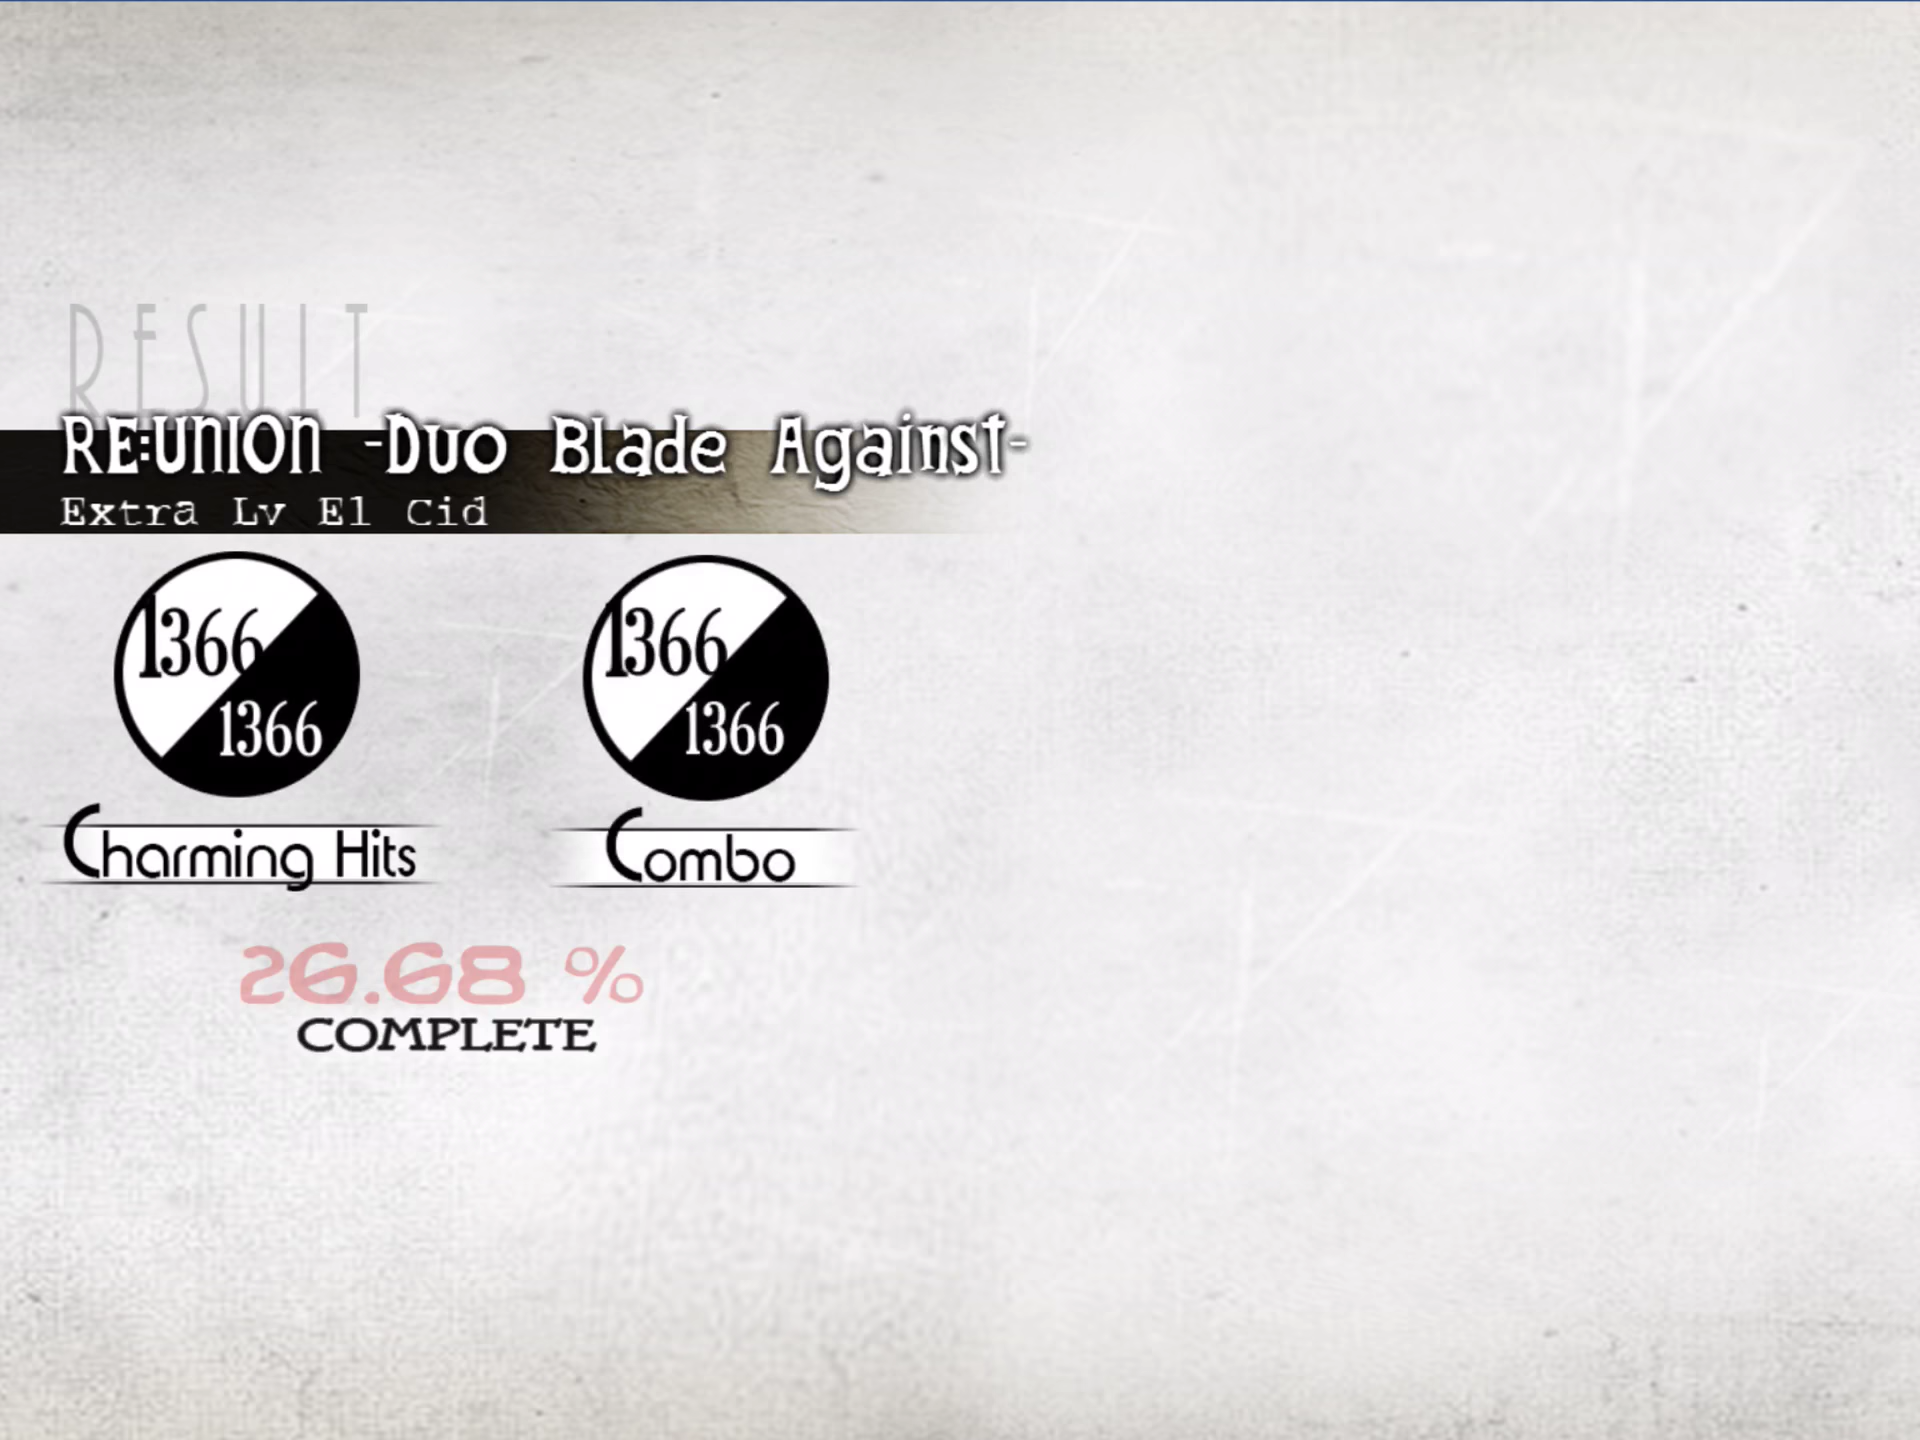 RESULT
RE:UNION -Duo Blade Against-
Extra Lv El Cid
1366
1366
Charming Hits
1366
1366
Combo
26.68 %
COMPLETE